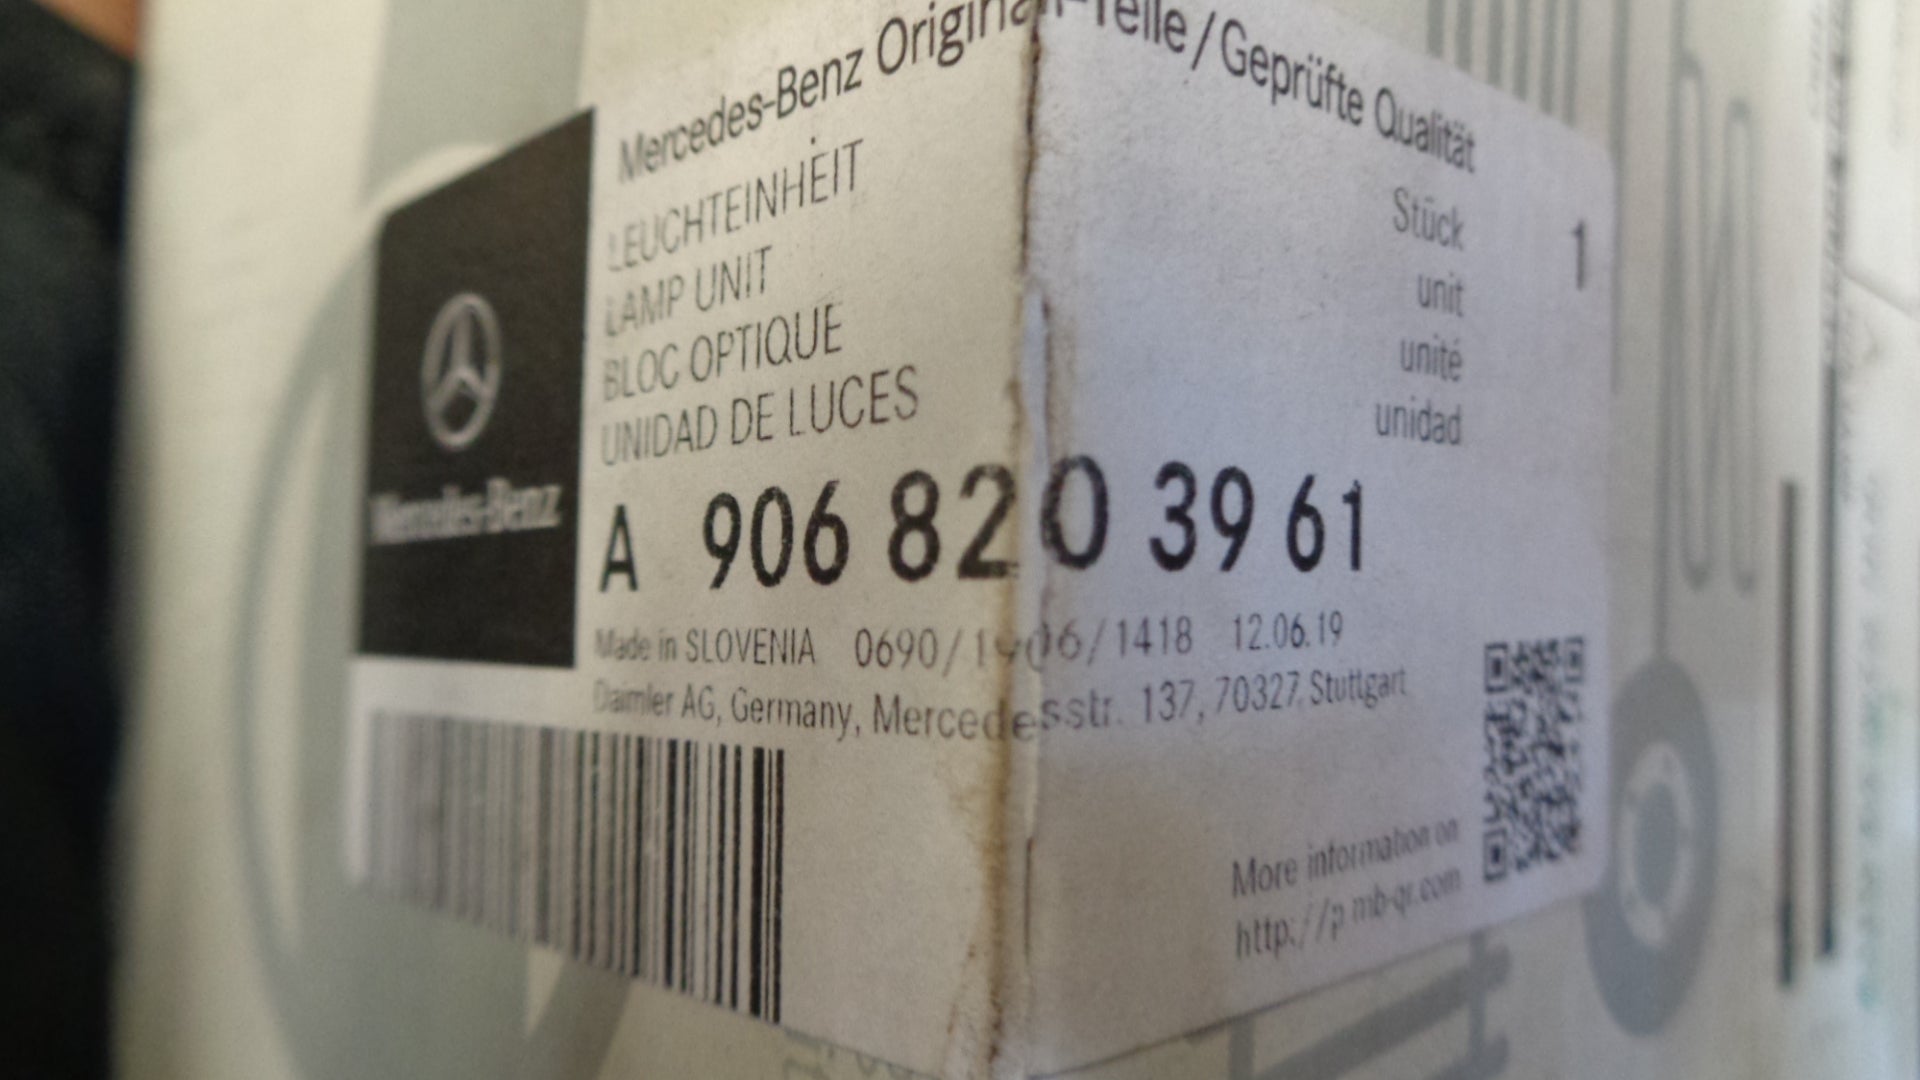 Mercedes-Benz Original-Teile / Geprüfte Qualität
LEUCHTEINHEIT
LAMP UNIT
BLOC OPTIQUE
UNIDAD DE LUCES
Stück 1
unit
unité
unidad
Mercedes-Benz
A 906 820 39 61
Made in SLOVENIA 0690/1906/1418 12.06.19
Daimler AG, Germany, Mercedesstr. 137, 70327 Stuttgart
More information on
http://p.mb-qr.com